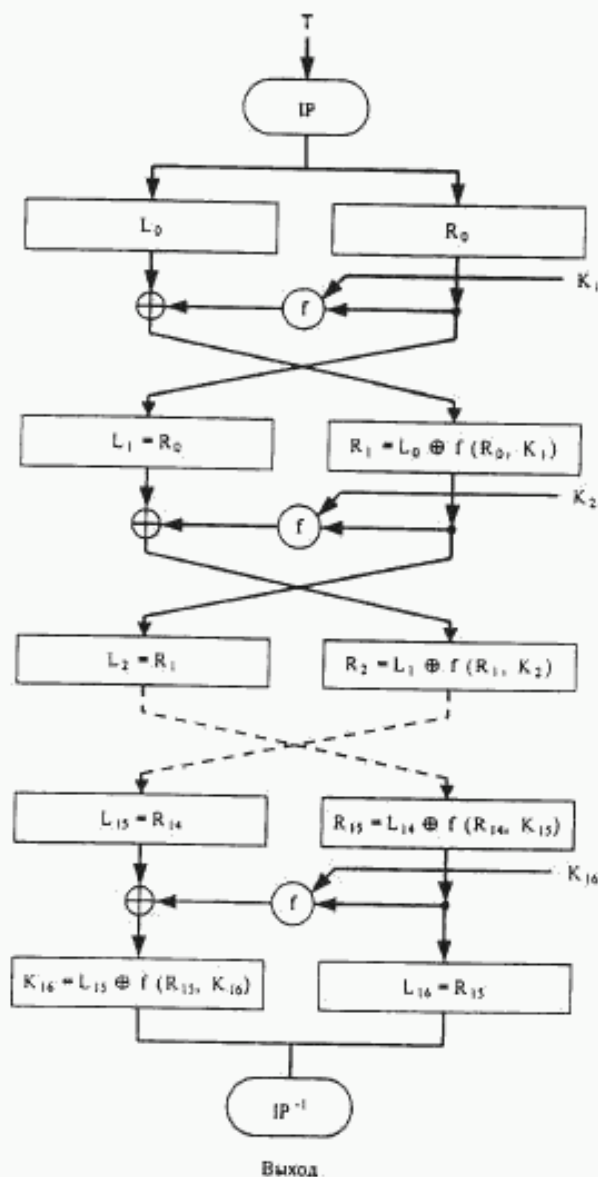 T
IP
L₀
R₀
K₁
f
L₁ = R₀
R₁ = L₀ ⊕ f (R₀, K₁)
K₂
f
L₂ = R₁
R₂ = L₁ ⊕ f (R₁, K₂)
L₁₅ = R₁₄
R₁₅ = L₁₄ ⊕ f (R₁₄, K₁₅)
K₁₆
f
K₁₆ = L₁₅ ⊕ f (R₁₅, K₁₆)
L₁₆ = R₁₅
IP⁻¹
Выход